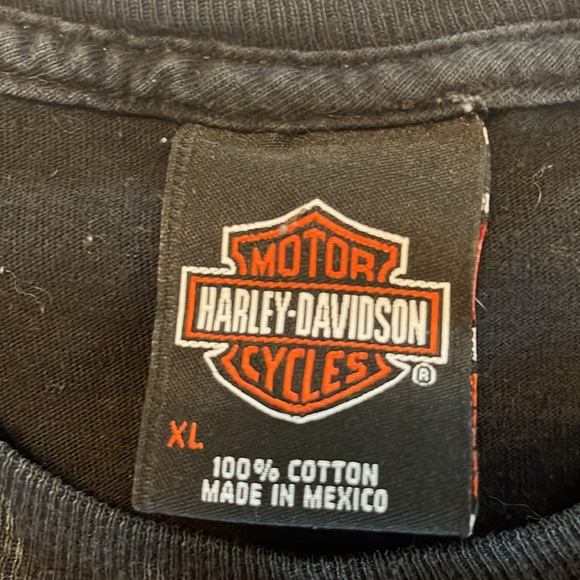 MOTOR
HARLEY-DAVIDSON
CYCLES
®
XL
100% COTTON
MADE IN MEXICO